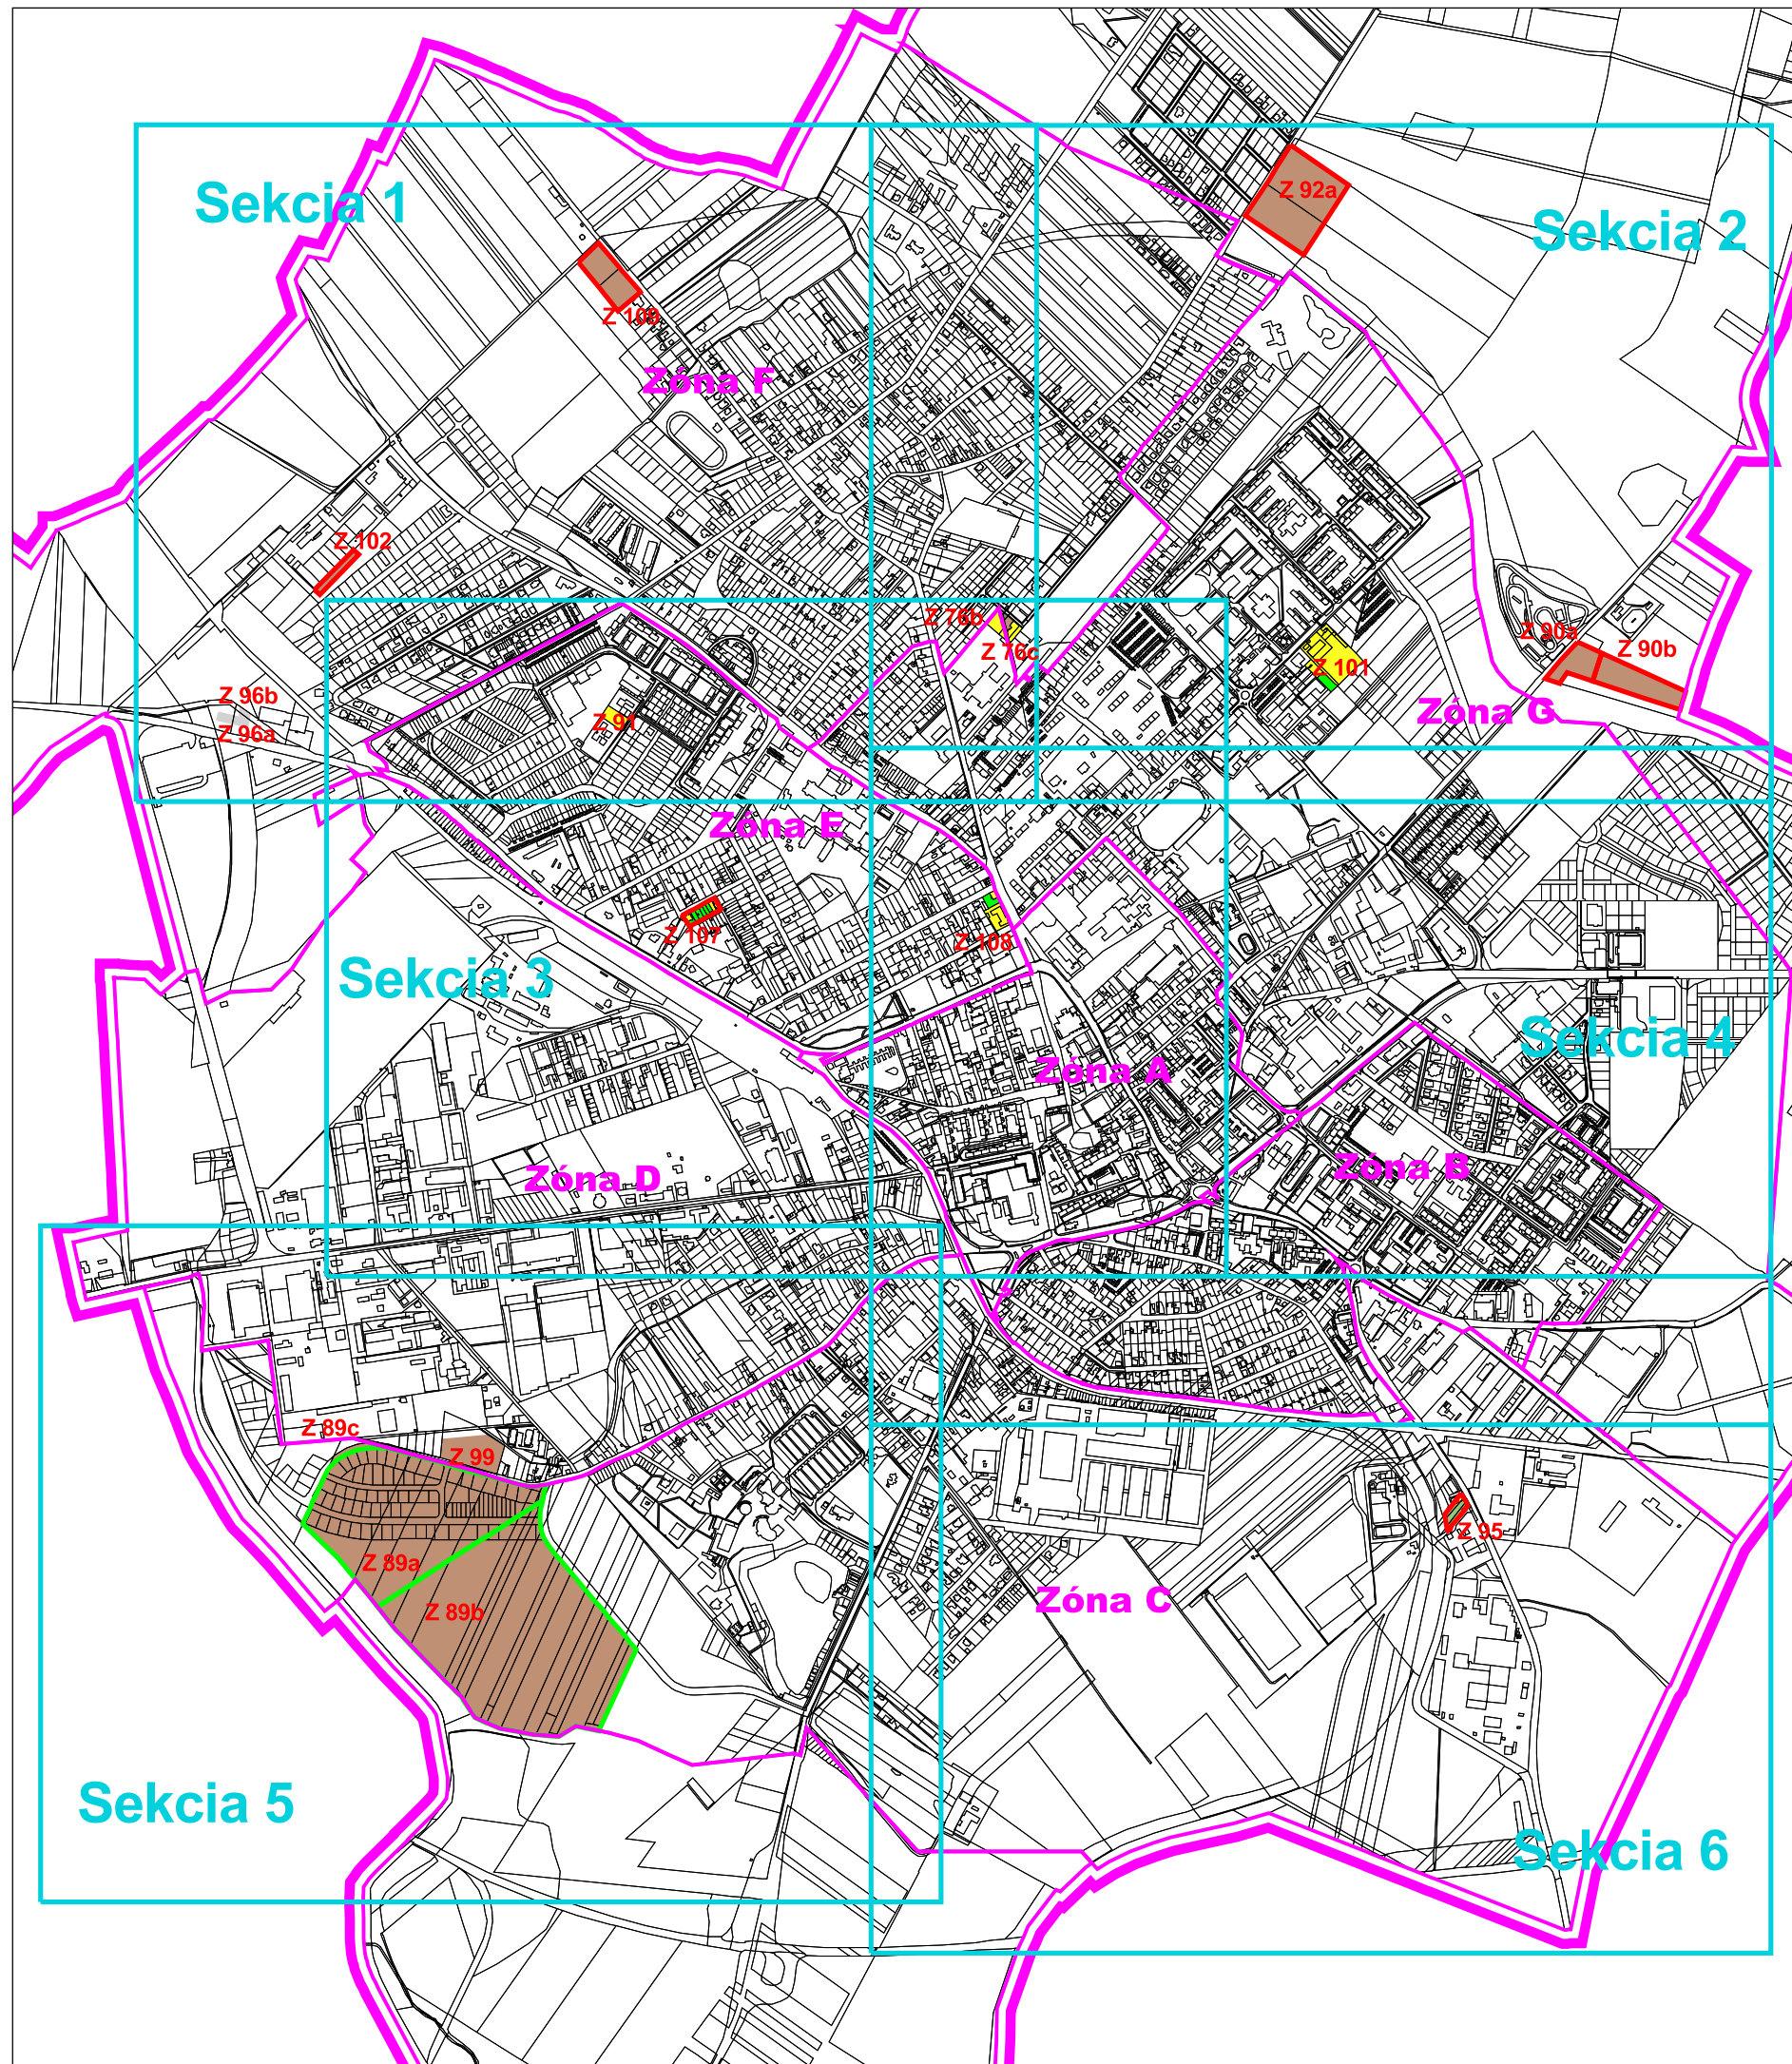 Sekcia 1
Z 92a
Sekcia 2
Z 100
Zóna F
Z 102
Z 76b
Z 76c
Z 101
Z 90a
Z 90b
Z 96b
Z 96a
Z 91
Zóna G
Zóna E
Z 107
Z 108
Sekcia 3
Sekcia 4
Zóna A
Zóna B
Zóna D
Z 89c
Z 99
Z 95
Z 89a
Z 89b
Zóna C
Sekcia 5
Sekcia 6